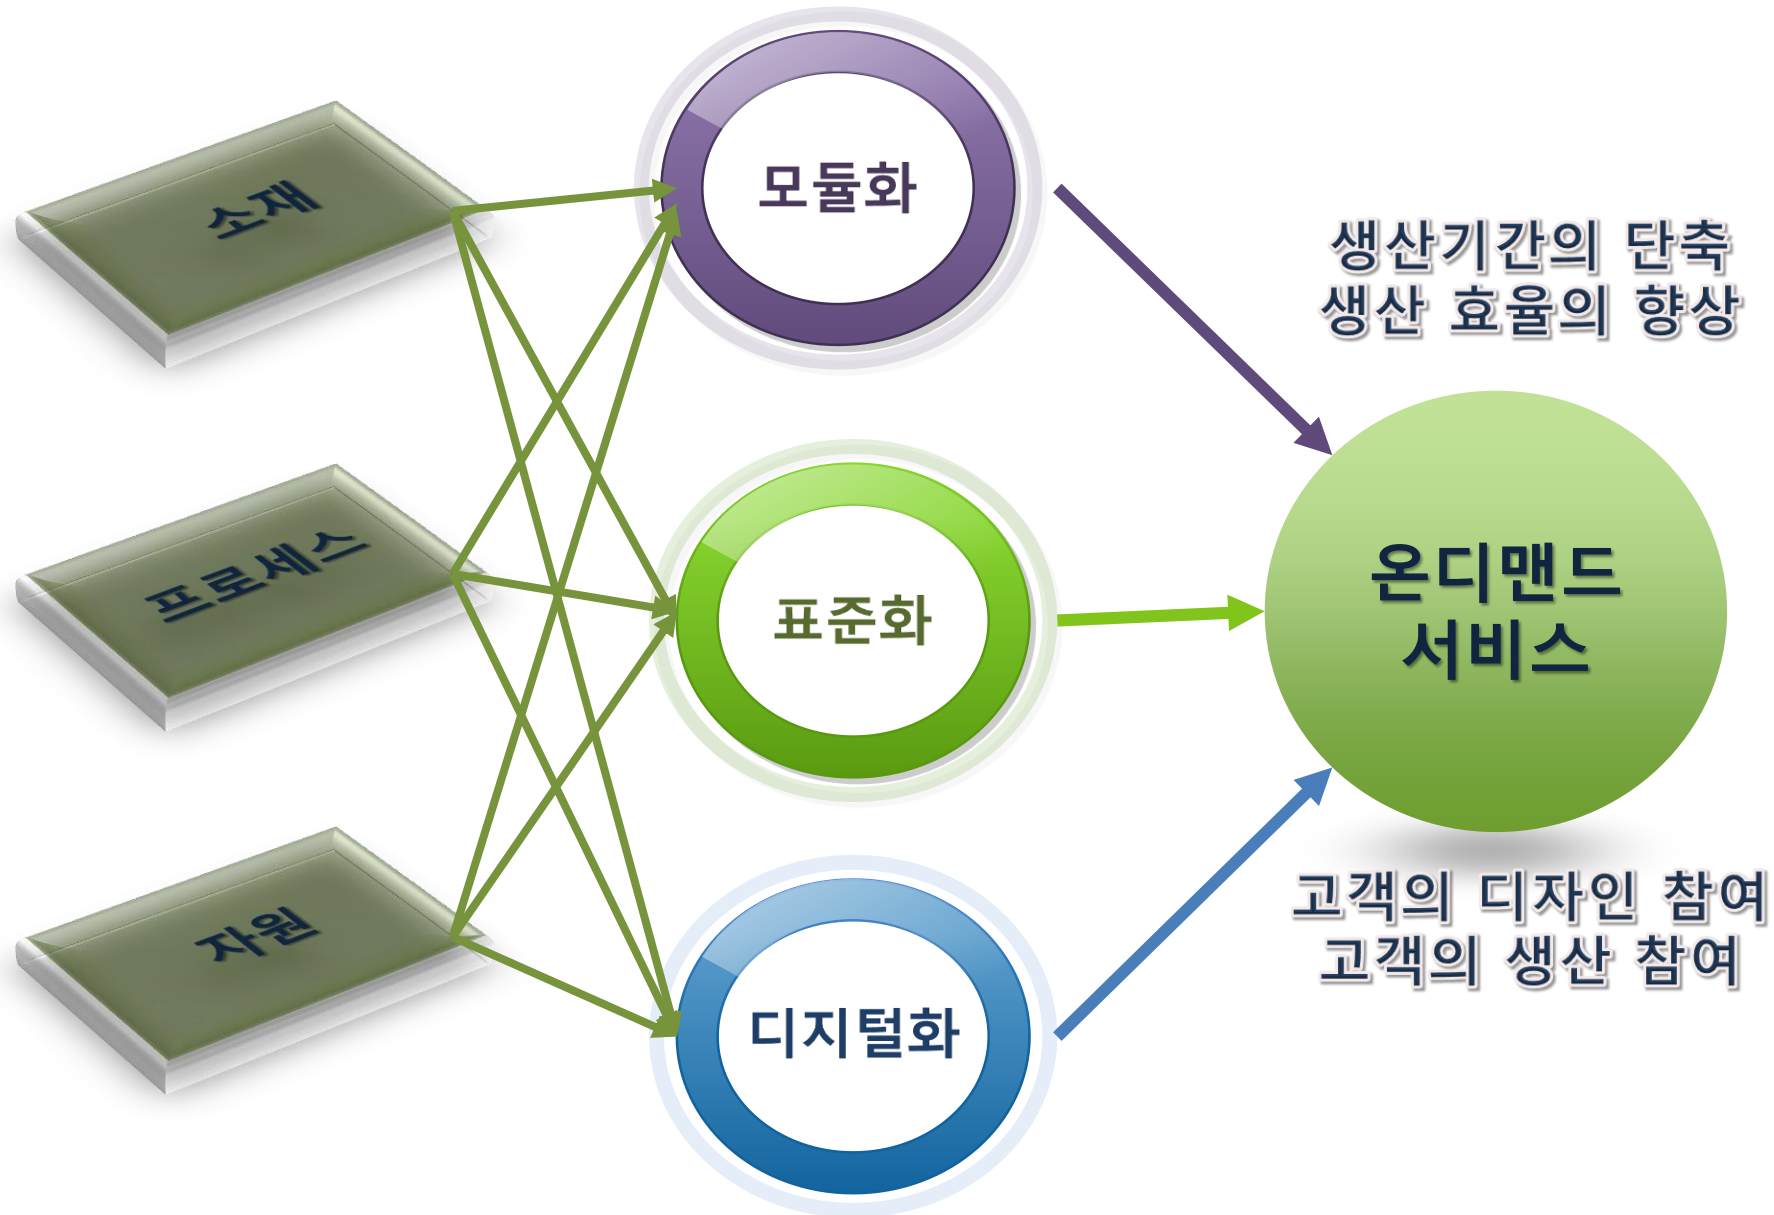 소재
프로세스
자원
모듈화
표준화
디지털화
생산기간의 단축
생산 효율의 향상
온디맨드
서비스
고객의 디자인 참여
고객의 생산 참여